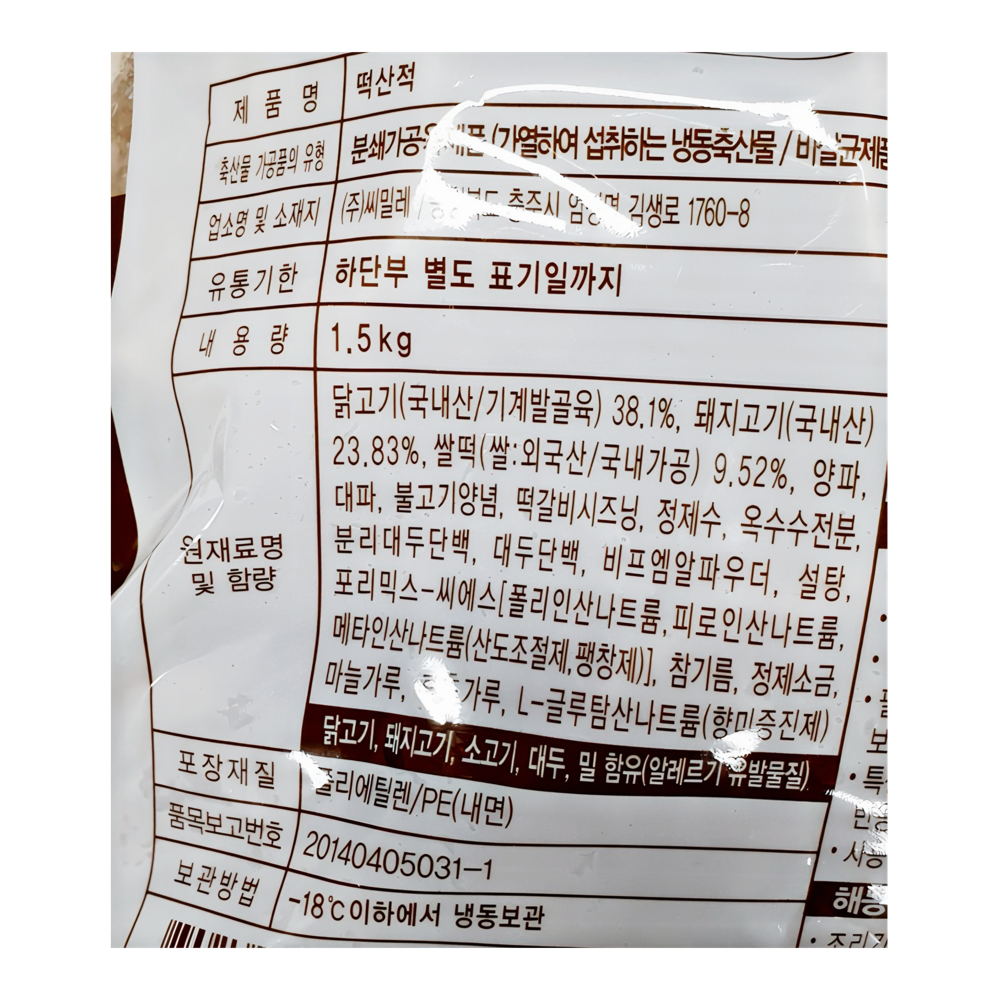 제 품 명 떡산적
축산물 가공품의 유형 분쇄가공육제품 (가열하여 섭취하는 냉동축산물 / 비살균제품
업소명 및 소재지 (주)씨밀레 / 충주시 김생로 1760-8
유통기한 하단부 별도 표기일까지
내 용 량 1.5kg
원재료명 및 함량
닭고기(국내산/기계발골육) 38.1%, 돼지고기(국내산)
23.83%, 쌀떡(쌀:외국산/국내가공) 9.52%, 양파,
대파, 불고기양념, 떡갈비시즈닝, 정제수, 옥수수전분,
분리대두단백, 대두단백, 비프엠알파우더, 설탕,
포리믹스-씨에스[폴리인산나트륨, 피로인산나트륨,
메타인산나트륨(산도조절제,팽창제)], 참기름, 정제소금,
마늘가루, 가루, L-글루탐산나트륨(향미증진제)
닭고기, 돼지고기, 소고기, 대두, 밀 함유(알레르기 유발물질)
포장재질 폴리에틸렌/PE(내면)
품목보고번호 20140405031-1
보관방법 -18℃이하에서 냉동보관